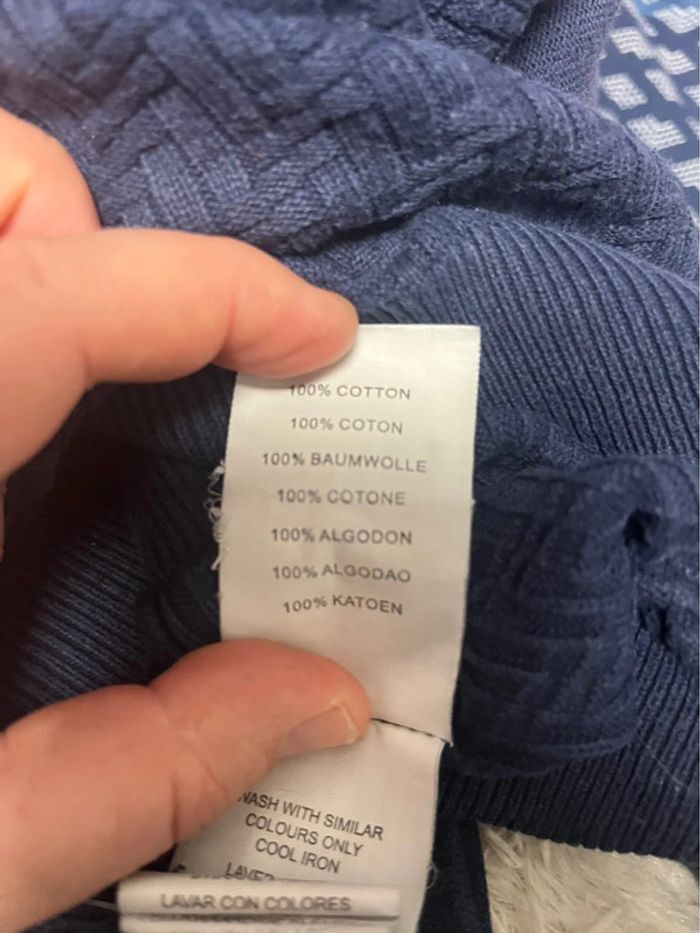 100% COTTON
100% COTON
100% BAUMWOLLE
100% COTONE
100% ALGODON
100% ALGODAO
100% KATOEN
WASH WITH SIMILAR
COLOURS ONLY
COOL IRON
LAVAR CON COLORES